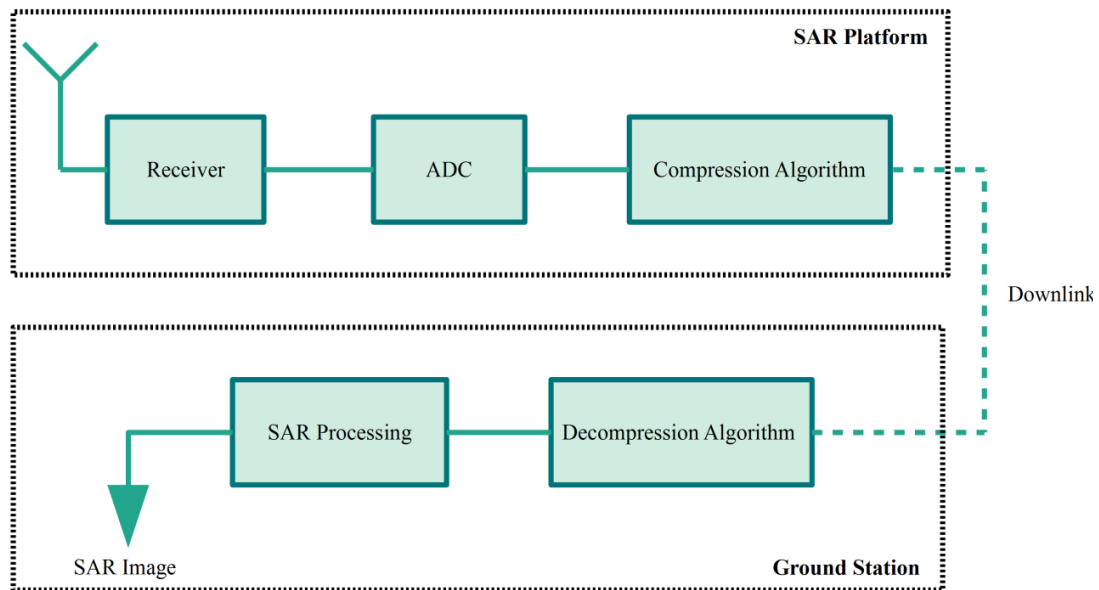 SAR Platform
Receiver
ADC
Compression Algorithm
Downlink
SAR Processing
Decompression Algorithm
SAR Image
Ground Station